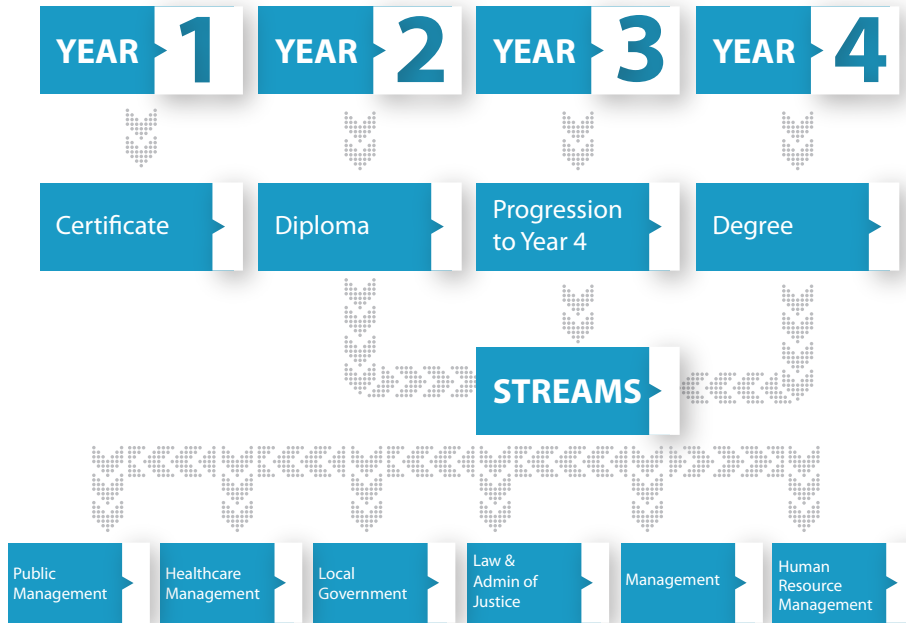 YEAR 1
YEAR 2
YEAR 3
YEAR 4
Certificate
Diploma
Progression
to Year 4
Degree
STREAMS
Public
Management
Healthcare
Management
Local
Government
Law &
Admin of
Justice
Management
Human
Resource
Management